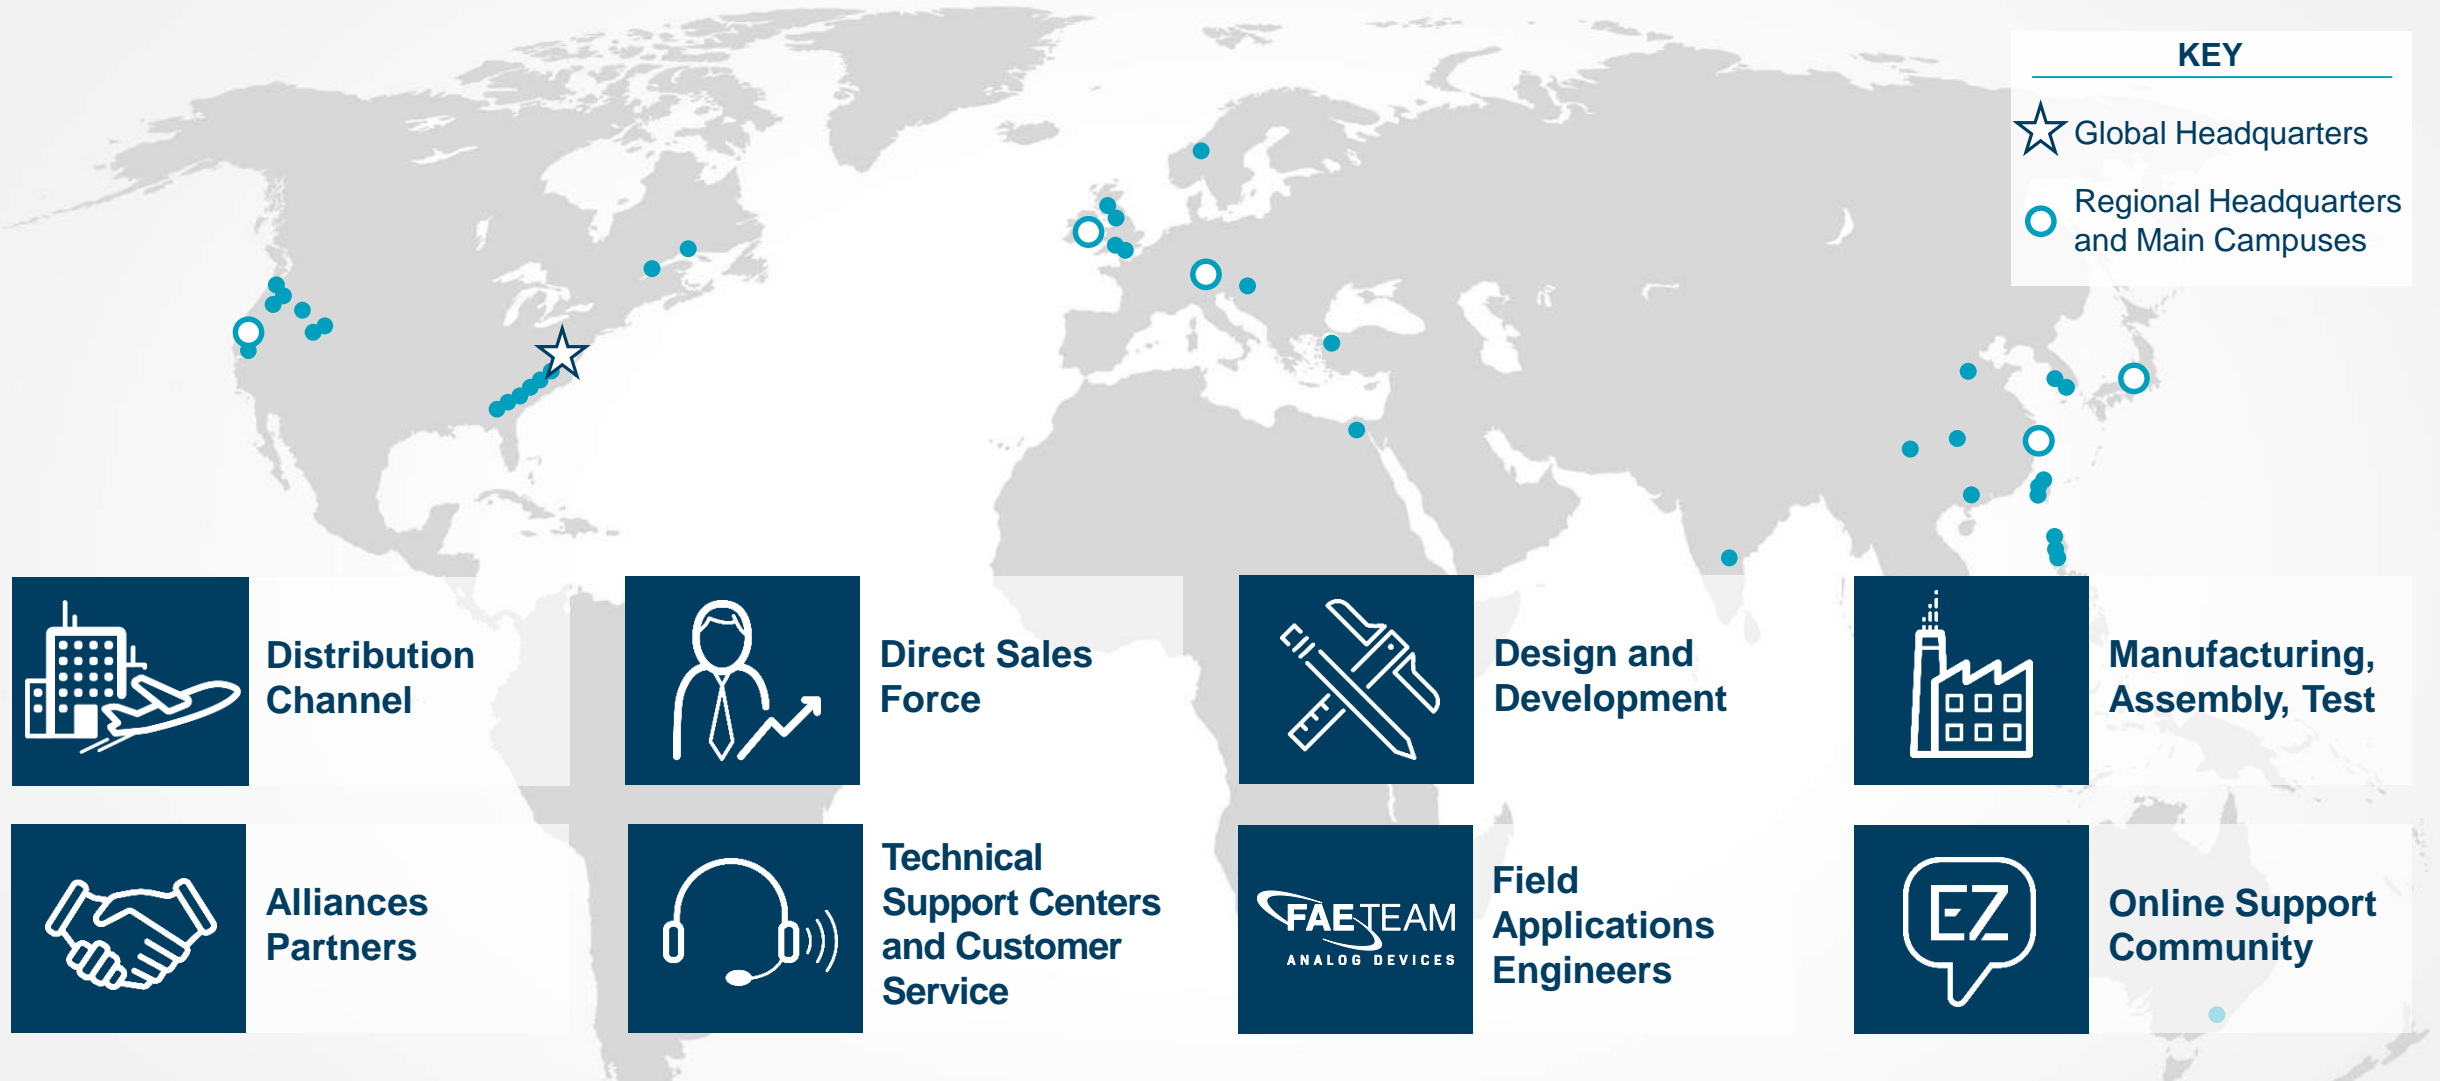 KEY
Global Headquarters
Regional Headquarters
and Main Campuses
Distribution
Channel
Direct Sales
Force
Design and
Development
Manufacturing,
Assembly, Test
Alliances
Partners
Technical
Support Centers
and Customer
Service
FAE TEAM
ANALOG DEVICES
Field
Applications
Engineers
EZ
Online Support
Community